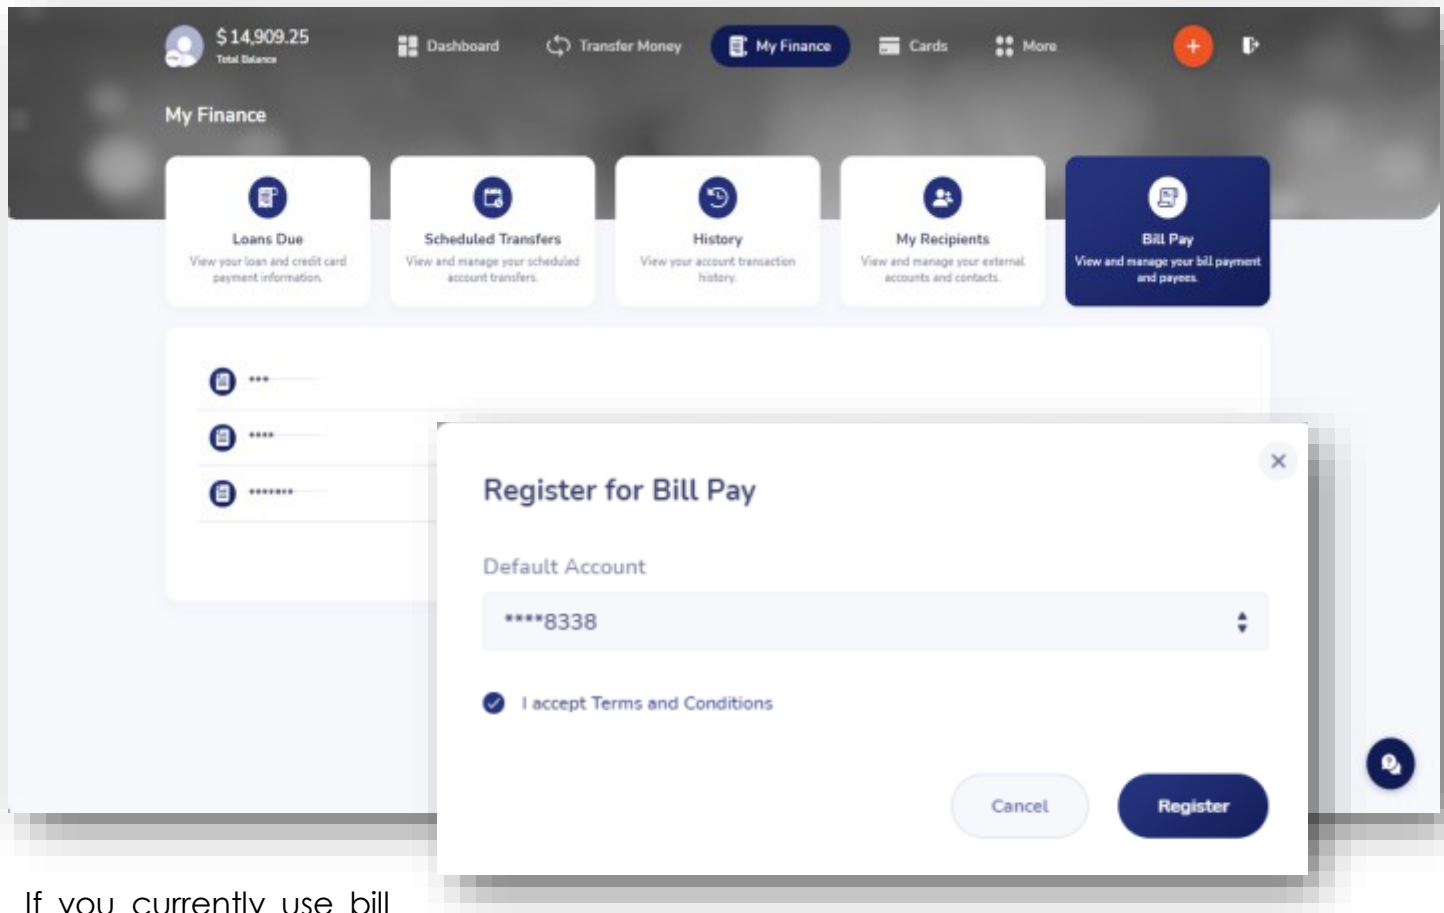 $14,909.25
Total Balance
Dashboard
Transfer Money
My Finance
Cards
More
My Finance
Loans Due
View your loan and credit card
payment information.
Scheduled Transfers
View and manage your scheduled
account transfers.
History
View your account transaction
history.
My Recipients
View and manage your external
accounts and contacts.
Bill Pay
View and manage your bill payment
and payees.
***
****
*******
Register for Bill Pay
Default Account
****8338
I accept Terms and Conditions
Cancel
Register
If you currently use bill